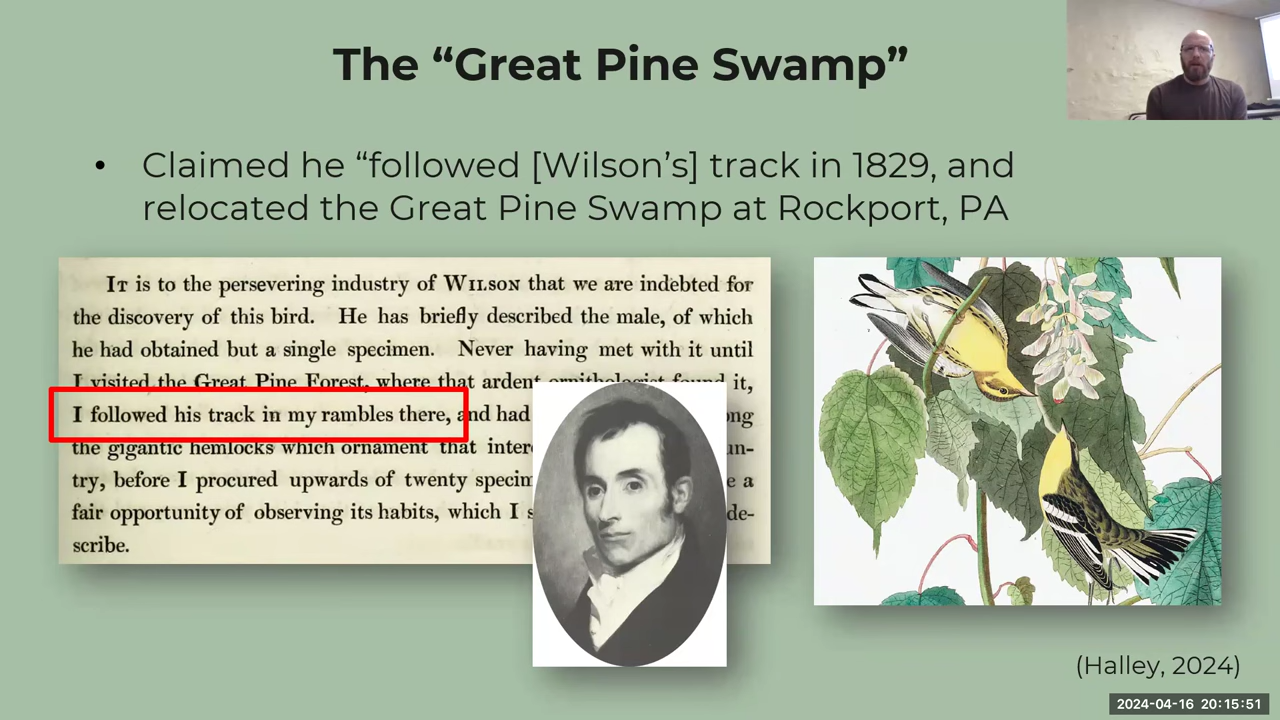 The “Great Pine Swamp”
• Claimed he “followed [Wilson’s] track in 1829, and
relocated the Great Pine Swamp at Rockport, PA
It is to the persevering industry of Wilson that we are indebted for
the discovery of this bird. He has briefly described the male, of which
he had obtained but a single specimen. Never having met with it until
I visited the Great Pine Forest, where that ardent ornithologist found it,
I followed his track in my rambles there, and had
the gigantic hemlocks which ornament that
try, before I procured upwards of twenty a
fair opportunity of observing its habits, which I de-
scribe.
(Halley, 2024)
2024-04-16 20:15:51